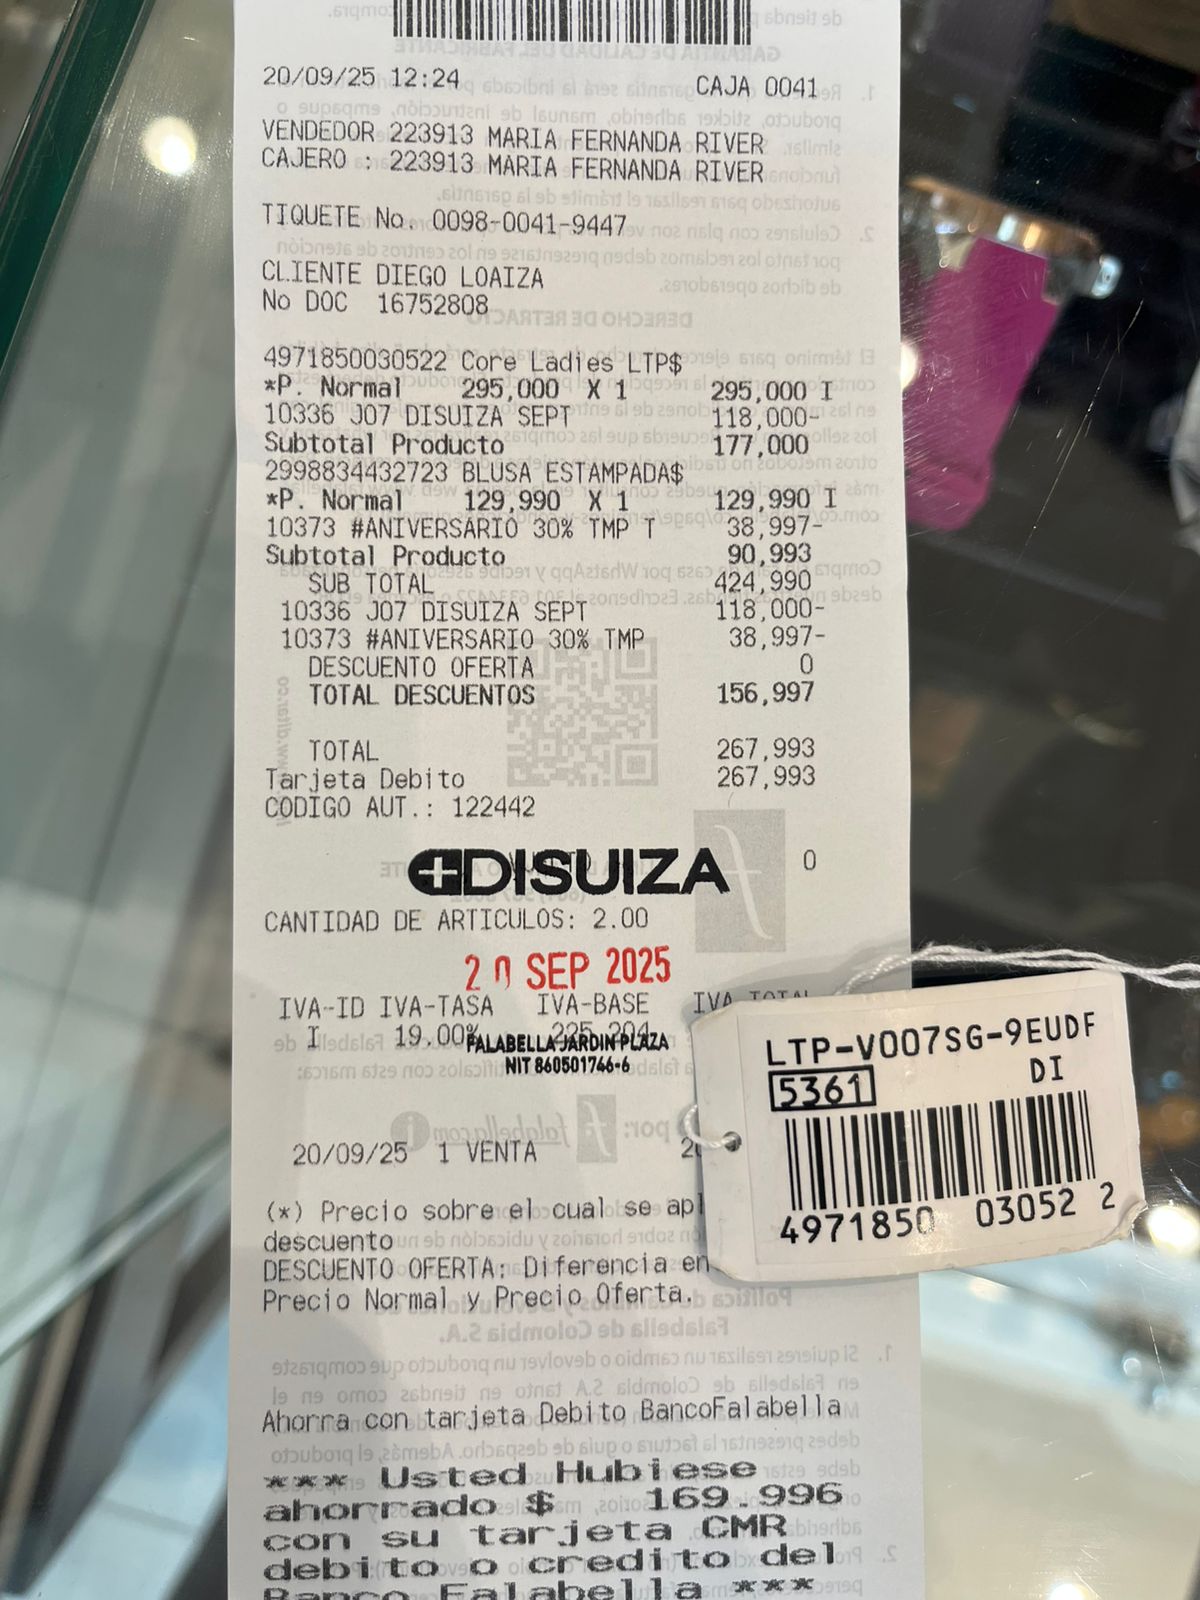 20/09/25 12:24 CAJA 0041
VENDEDOR 223913 MARIA FERNANDA RIVER
CAJERO : 223913 MARIA FERNANDA RIVER
TIQUETE No. 0098-0041-9447
CLIENTE DIEGO LOAIZA
No DOC 16752808
4971850030522 Core Ladies LTP$
*P. Normal 295,000 X 1 295,000 I
10336 J07 DISUIZA SEPT 118,000-
Subtotal Producto 177,000
2998834432723 BLUSA ESTAMPADA$
*P. Normal 129,990 X 1 129,990 I
10373 #ANIVERSARIO 30% TMP T 38,997-
Subtotal Producto 90,993
SUB TOTAL 424,990
10336 J07 DISUIZA SEPT 118,000-
10373 #ANIVERSARIO 30% TMP 38,997-
DESCUENTO OFERTA 0
TOTAL DESCUENTOS 156,997
TOTAL 267,993
Tarjeta Debito 267,993
CODIGO AUT.: 122442
0
DISUIZA
CANTIDAD DE ARTICULOS: 2.00
20 SEP 2025
IVA-ID IVA-TASA IVA-BASE IVA TOTAL
I 19.00% 225,204
FALABELLA JARDIN PLAZA
NIT 860501746-6
20/09/25 1 VENTA
(*) Precio sobre el cual se apl
descuento
DESCUENTO OFERTA: Diferencia en
Precio Normal y Precio Oferta.
Ahorra con tarjeta Debito BancoFalabella
*** Usted Hubiese
ahorrado $ 169.996
con su tarjeta CMR
debito o credito del
Banco Falabella ***
LTP-V007SG-9EUDF
DI
5361
4971850 03052 2